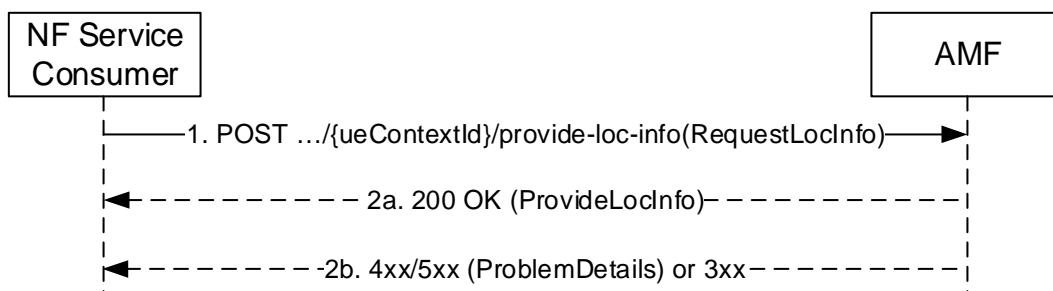 NF Service
Consumer
AMF
1. POST …/{ueContextId}/provide-loc-info(RequestLocInfo)
2a. 200 OK (ProvideLocInfo)
2b. 4xx/5xx (ProblemDetails) or 3xx